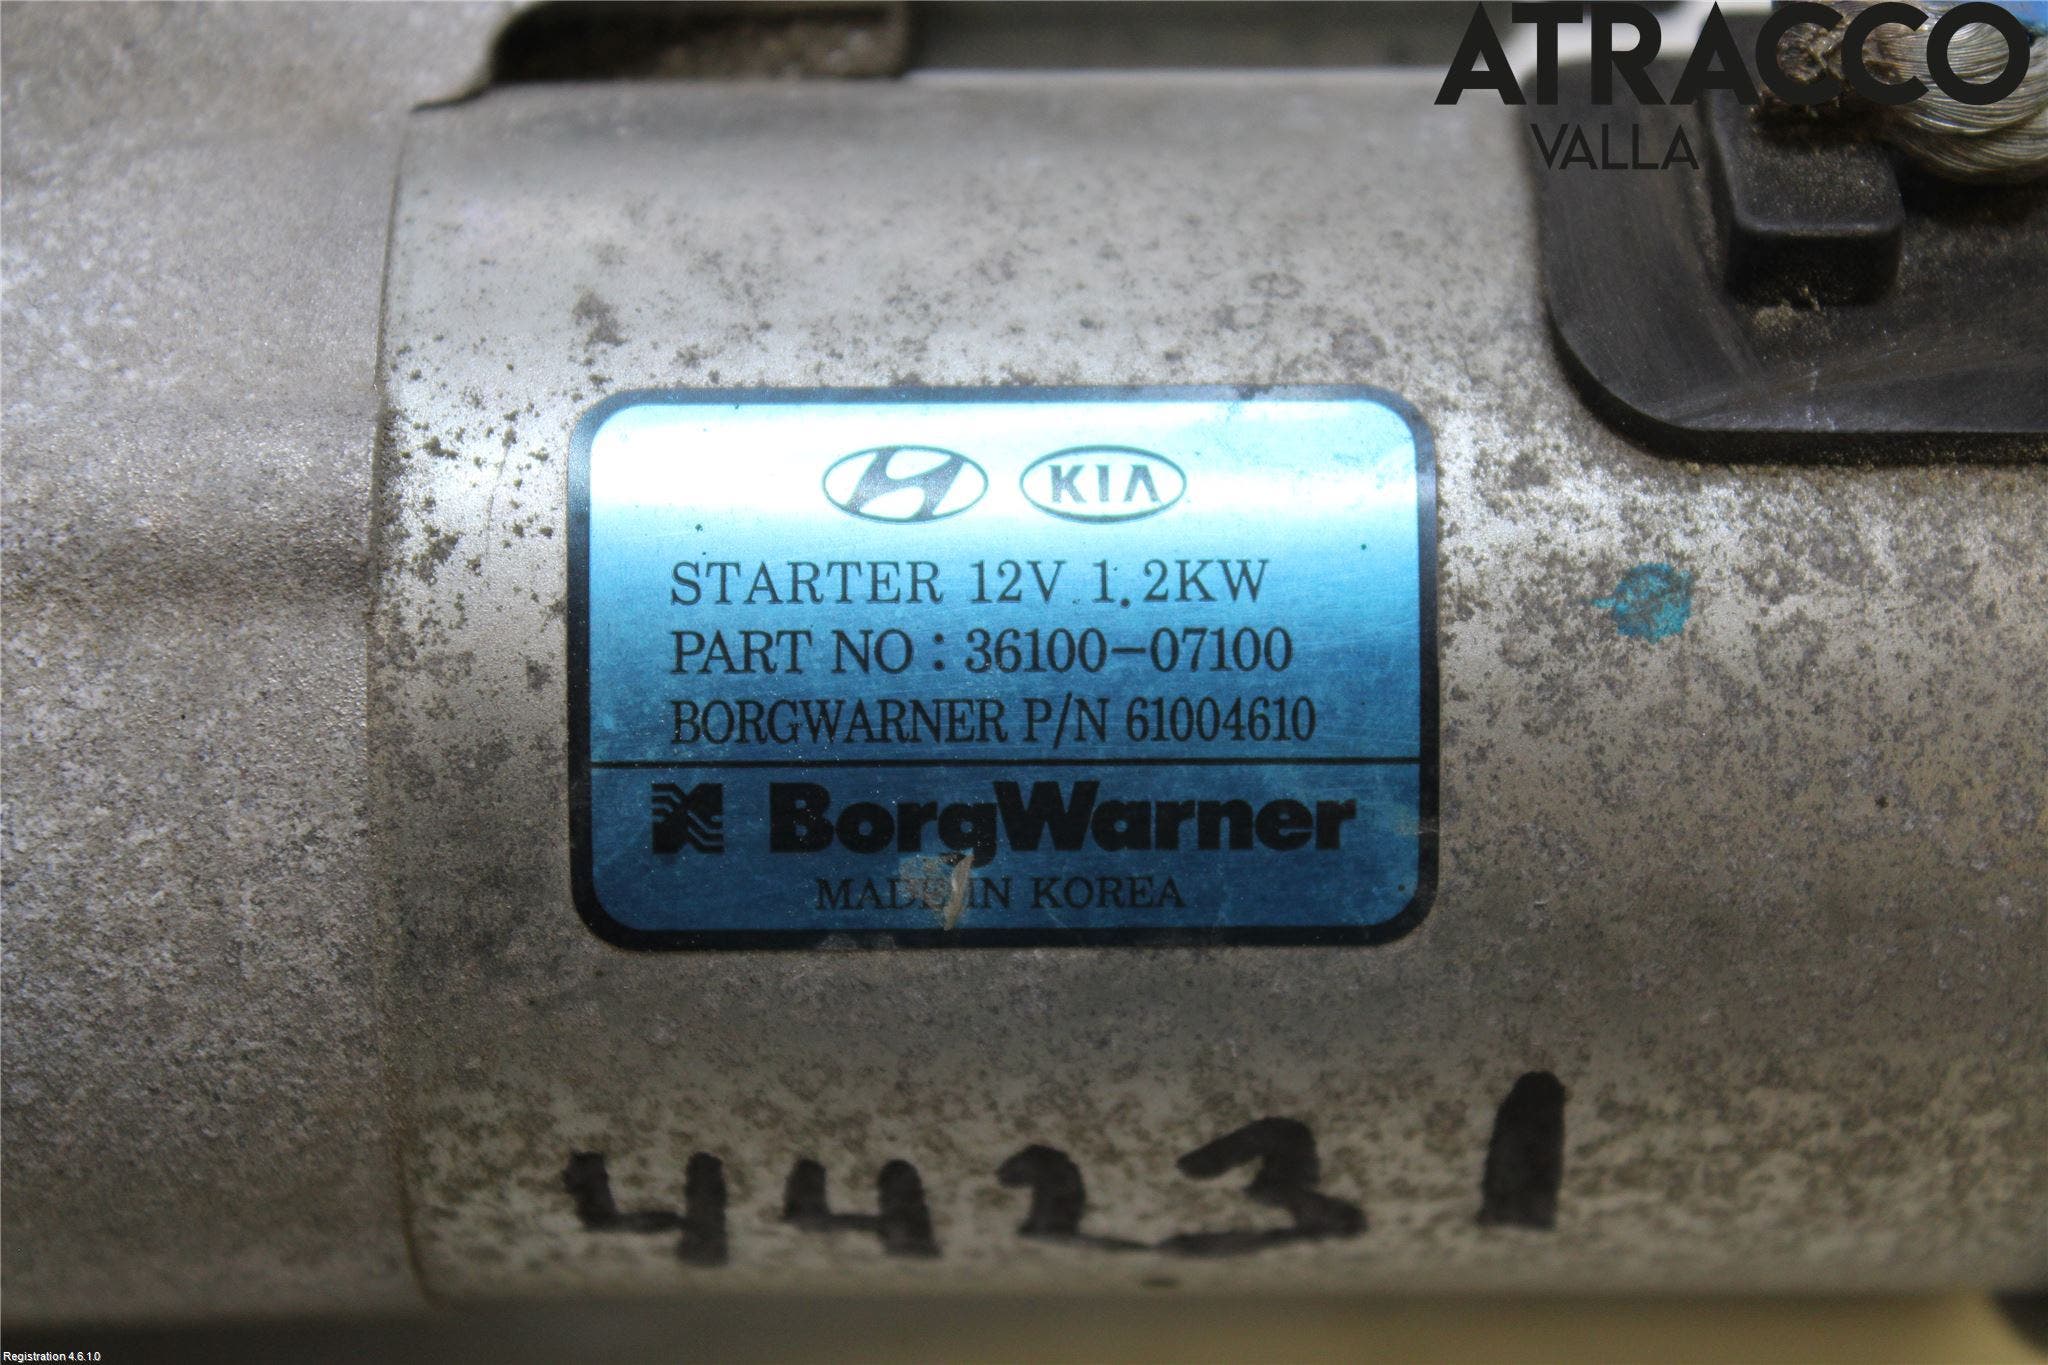 ATRACCO
VALLA
KIA
STARTER 12V 1.2KW
PART NO : 36100-07100
BORGWARNER P/N 61004610
BorgWarner
MADE IN KOREA
44231
Registration 4.6.1.0